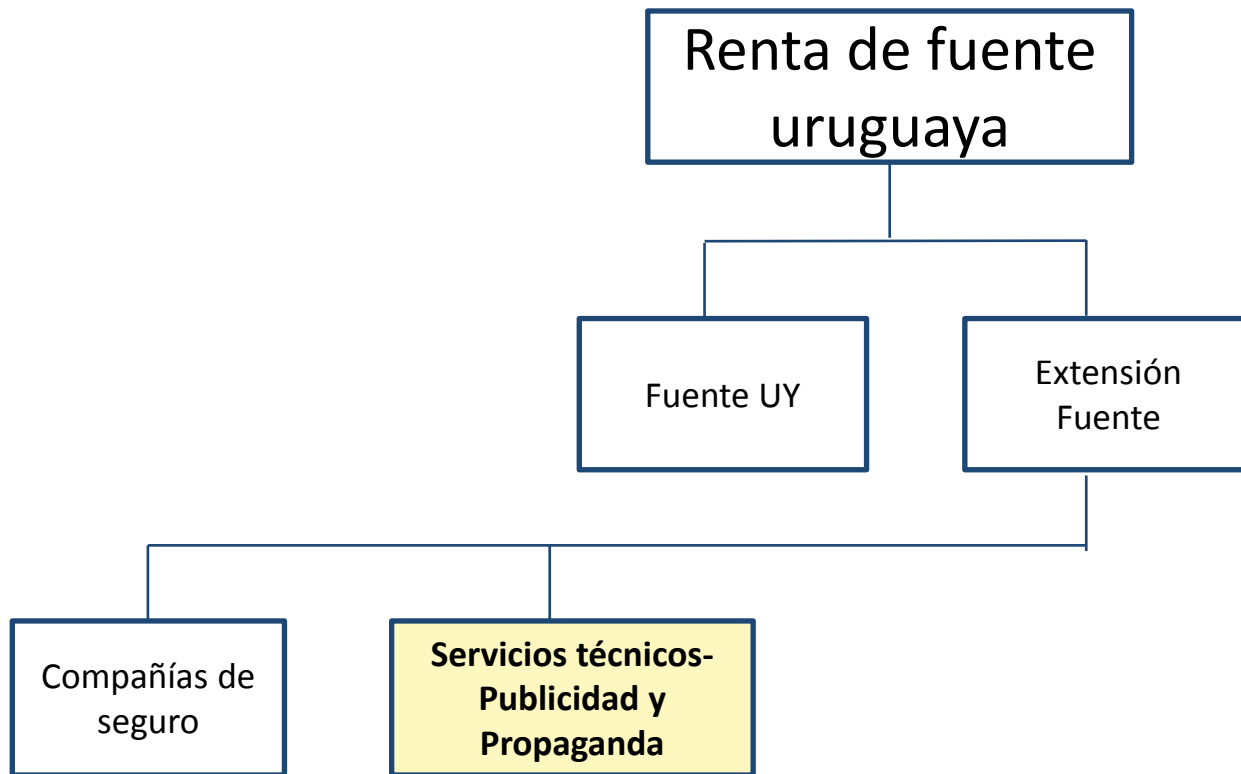 Renta de fuente
uruguaya
Fuente UY
Extensión
Fuente
Compañías de
seguro
Servicios técnicos-
Publicidad y
Propaganda